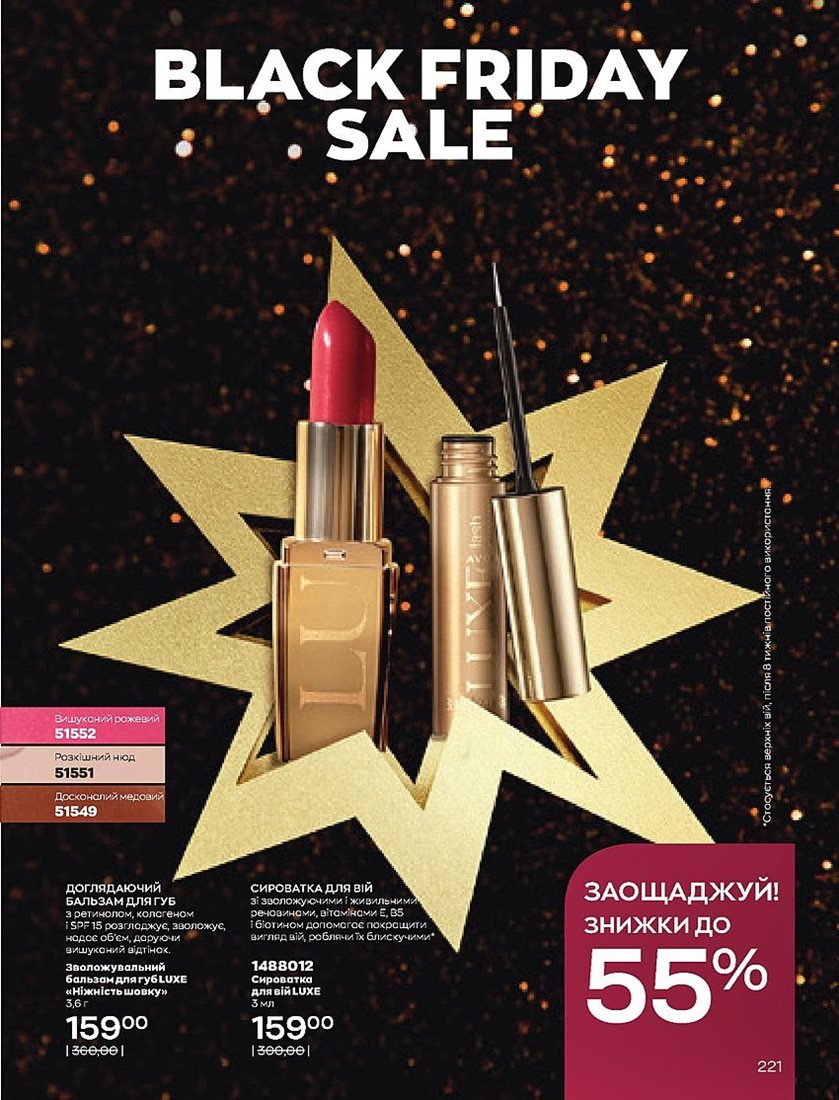 BLACK FRIDAY
SALE
LU
LUXE
lash
*Стосується верхніх вій, після 8 тижнів постійного використання.
Вишуканий рожевий
51552
Розкішний нюд
51551
Досконалий медовий
51549
ДОГЛЯДАЮЧИЙ
БАЛЬЗАМ ДЛЯ ГУБ
з ретинолом, колагеном
і SPF 15 розгладжує, зволожує,
надає об'єм, даруючи
вишуканий відтінок.
Зволожувальний
бальзам для губ LUXE
«Ніжність шовку»
3,6 г
159⁰⁰
| 360,00 |
СИРОВАТКА ДЛЯ ВІЙ
зі зволожуючими і живильними
речовинами, вітамінами Е, В5
і біотином допомагає покращити
вигляд вій, роблячи їх блискучими*
1488012
Сироватка
для вій LUXE
3 мл
159⁰⁰
| 300,00 |
ЗАОЩАДЖУЙ!
ЗНИЖКИ ДО
55%
221